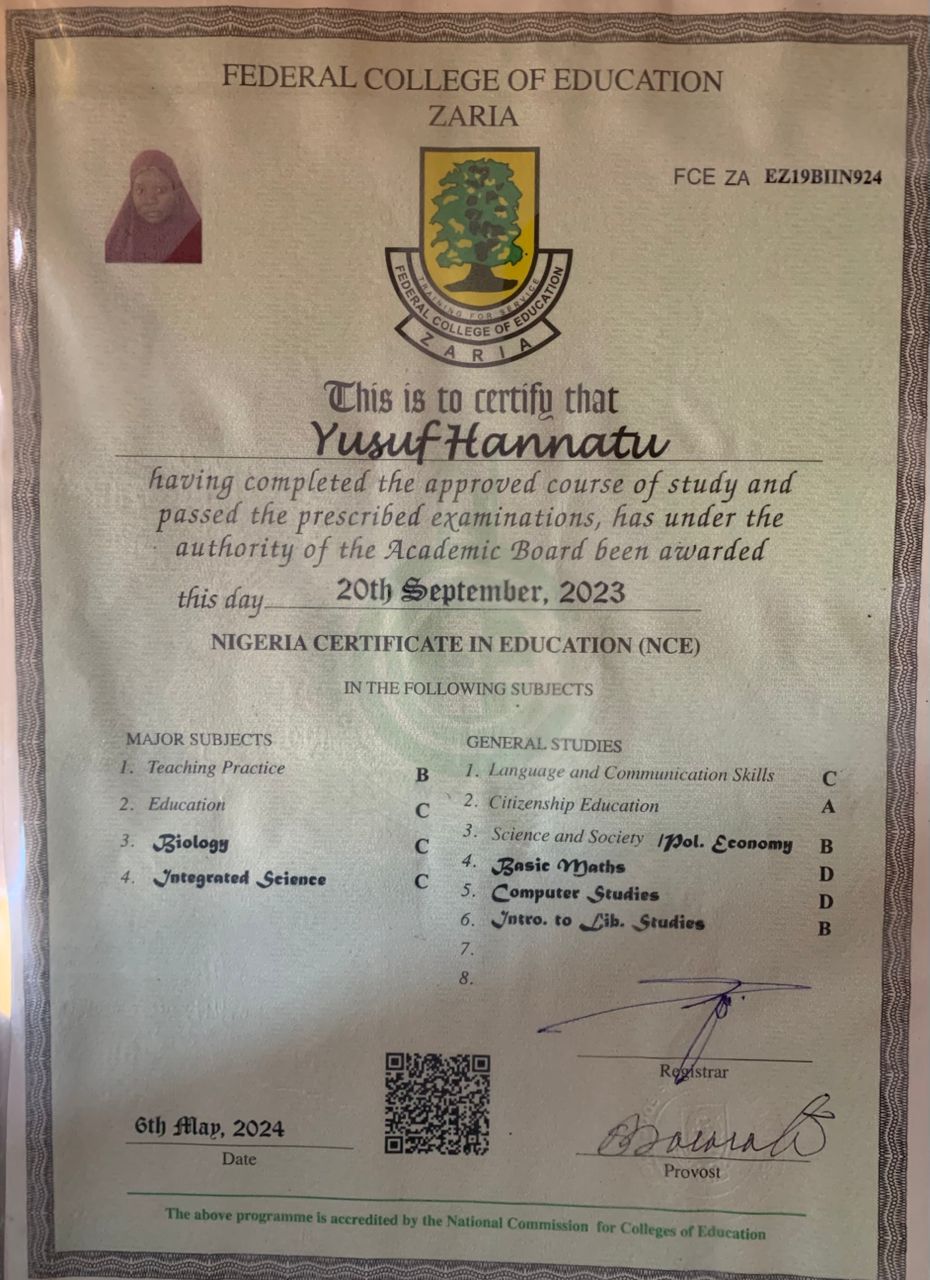 FEDERAL COLLEGE OF EDUCATION
ZARIA
FCE ZA EZ19BIIN924
TRAINING FOR SERVICE
FEDERAL COLLEGE OF EDUCATION
ZARIA
This is to certify that
Yusuf Hannatu
having completed the approved course of study and
passed the prescribed examinations, has under the
authority of the Academic Board been awarded
this day 20th September, 2023
NIGERIA CERTIFICATE IN EDUCATION (NCE)
IN THE FOLLOWING SUBJECTS
MAJOR SUBJECTS
1. Teaching Practice B
2. Education C
3. Biology C
4. Integrated Science C
GENERAL STUDIES
1. Language and Communication Skills C
2. Citizenship Education A
3. Science and Society /Pol. Economy B
4. Basic Maths D
5. Computer Studies D
6. Intro. to Lib. Studies B
7.
8.
Registrar
6th May, 2024
Date
Provost
The above programme is accredited by the National Commission for Colleges of Education